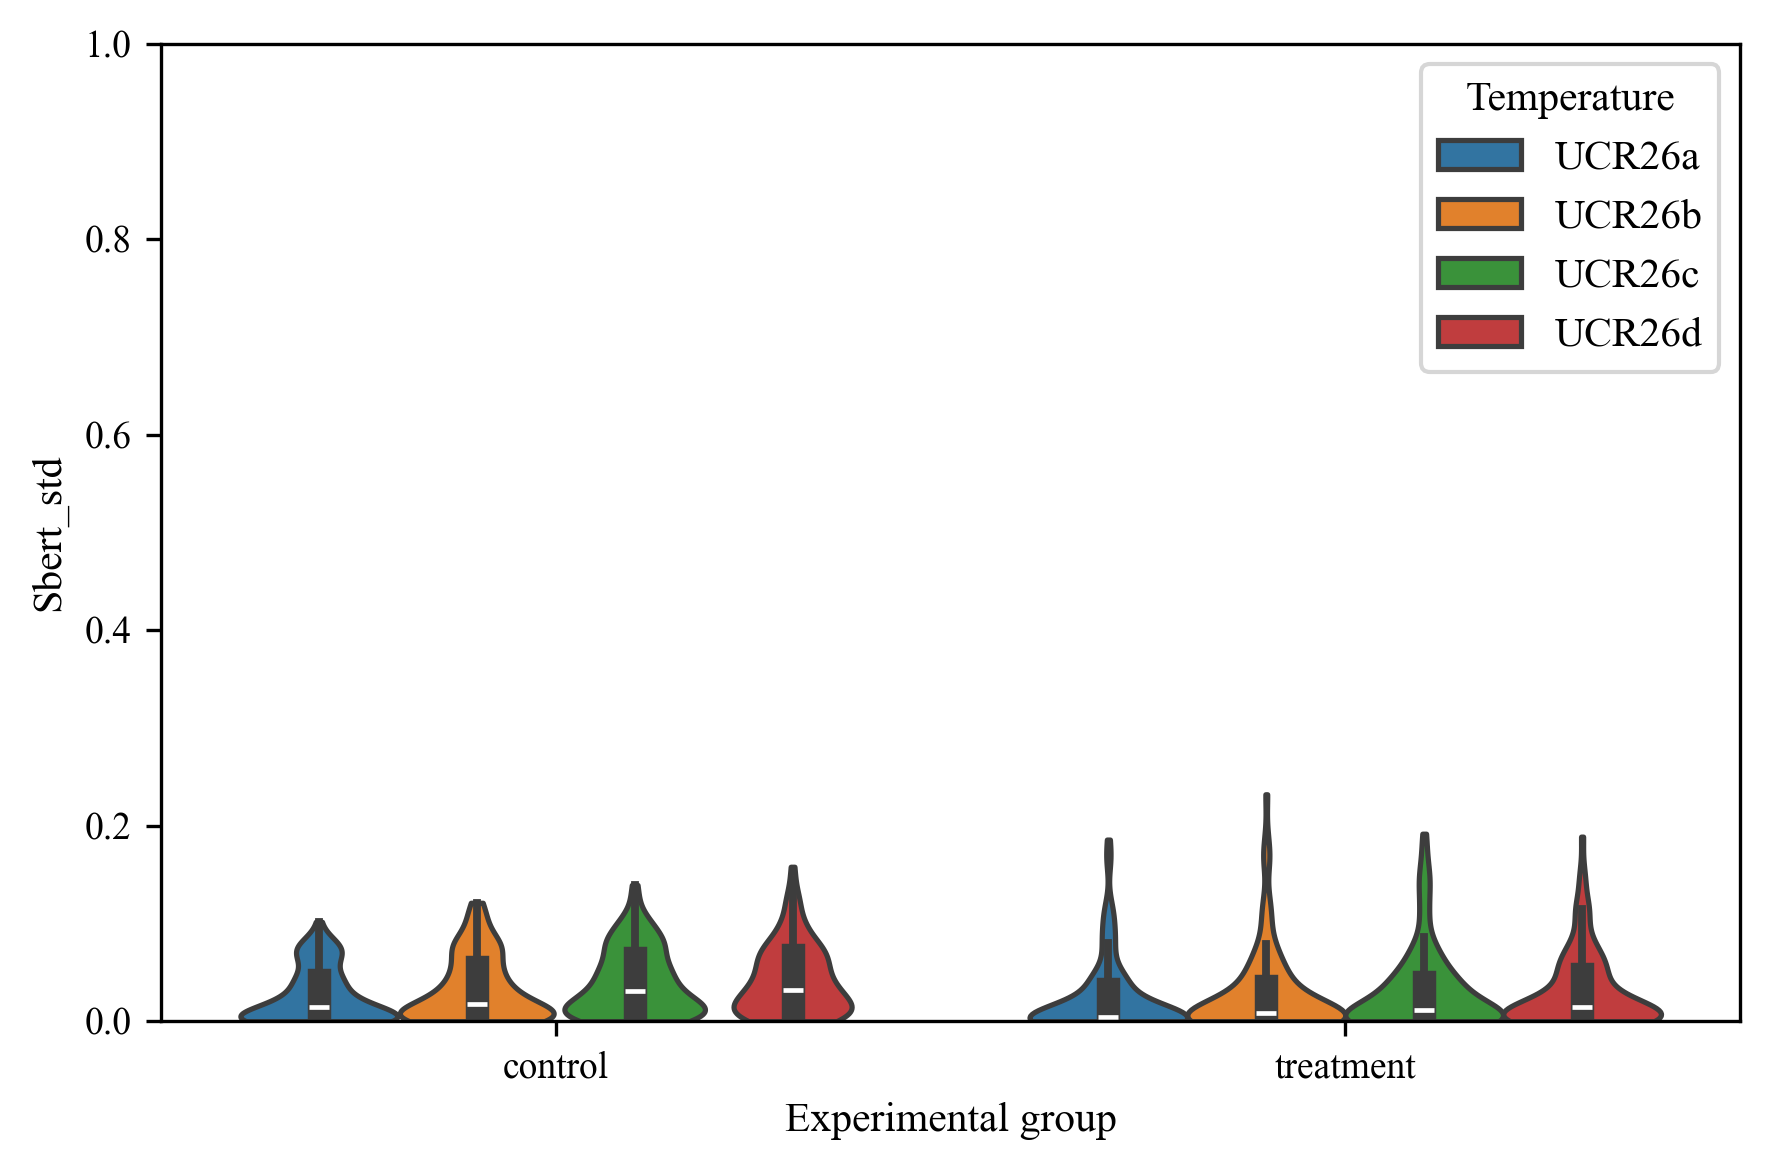 1.0
0.8
0.6
0.4
0.2
0.0
Sbert_std
Temperature
UCR26a
UCR26b
UCR26c
UCR26d
control
treatment
Experimental group